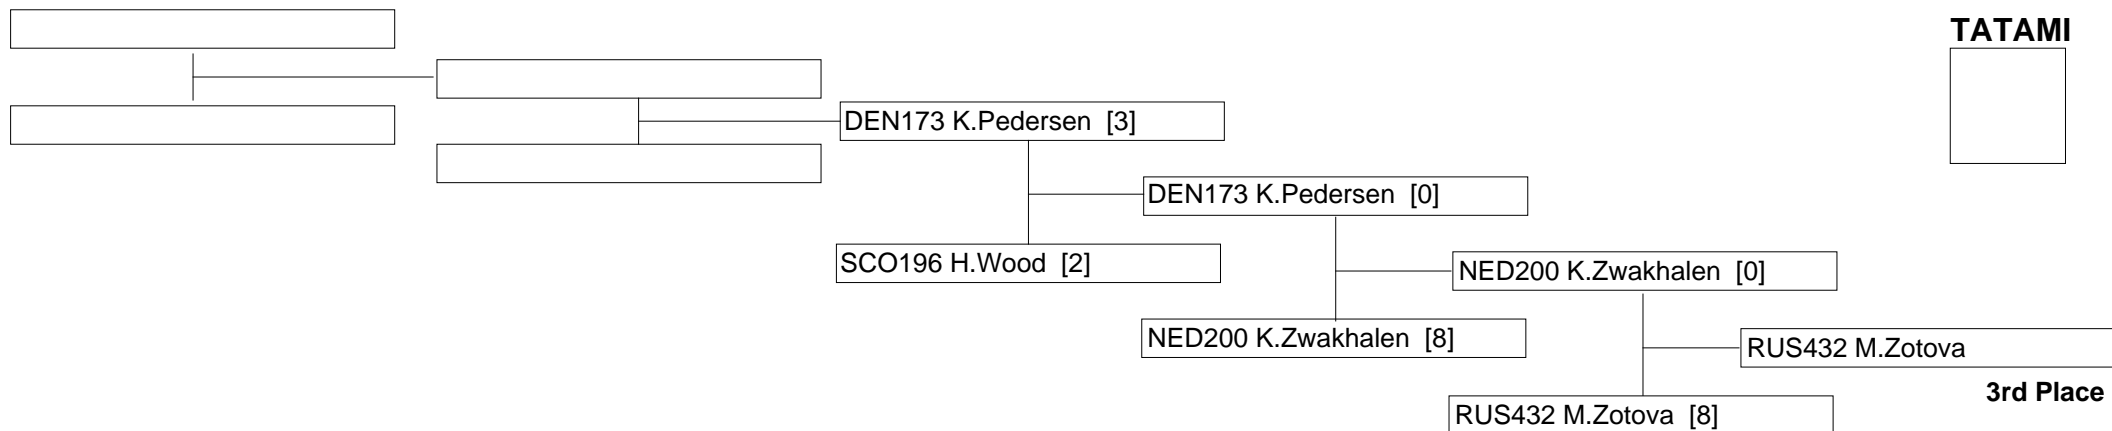 TATAMI
DEN173 K.Pedersen [3]
DEN173 K.Pedersen [0]
SCO196 H.Wood [2]
NED200 K.Zwakhalen [0]
NED200 K.Zwakhalen [8]
RUS432 M.Zotova
3rd Place
RUS432 M.Zotova [8]